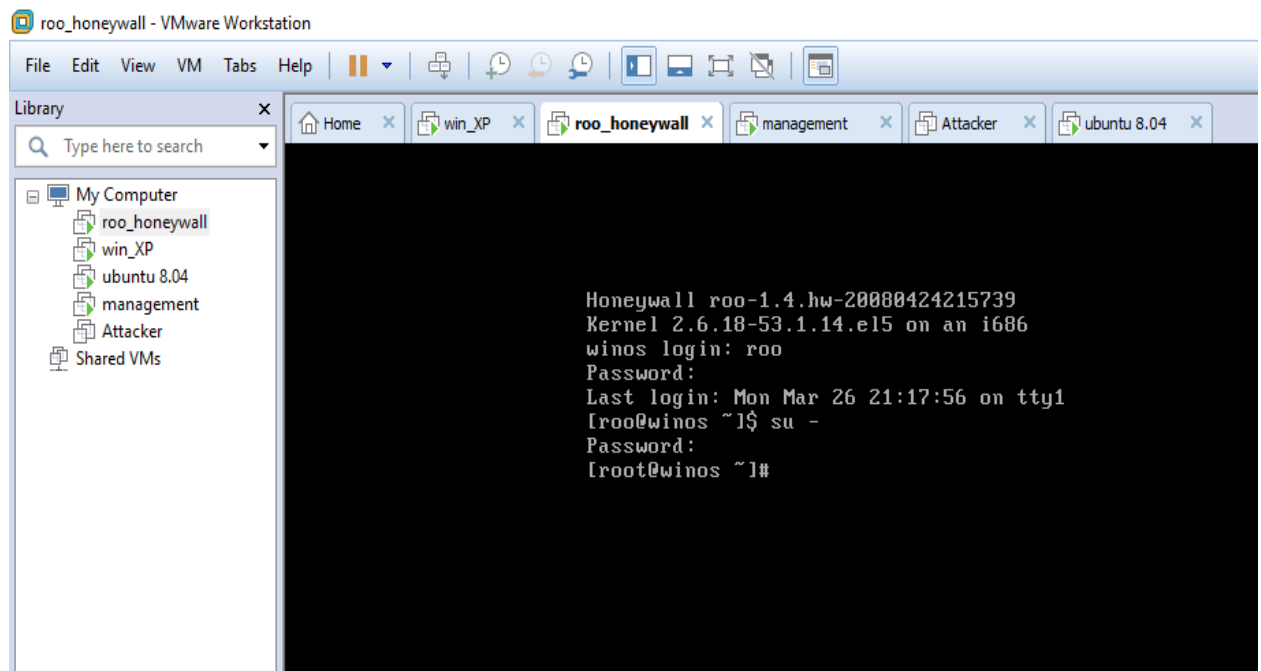 roo_honeywall - VMware Workstation
File Edit View VM Tabs Help
Library x
Type here to search
My Computer
roo_honeywall
win_XP
ubuntu 8.04
management
Attacker
Shared VMs
Home × win_XP × roo_honeywall × management × Attacker × ubuntu 8.04 ×
Honeywall roo-1.4.hw-20080424215739
Kernel 2.6.18-53.1.14.el5 on an i686
winos login: roo
Password:
Last login: Mon Mar 26 21:17:56 on tty1
[roo@winos ~]$ su -
Password:
[root@winos ~]#